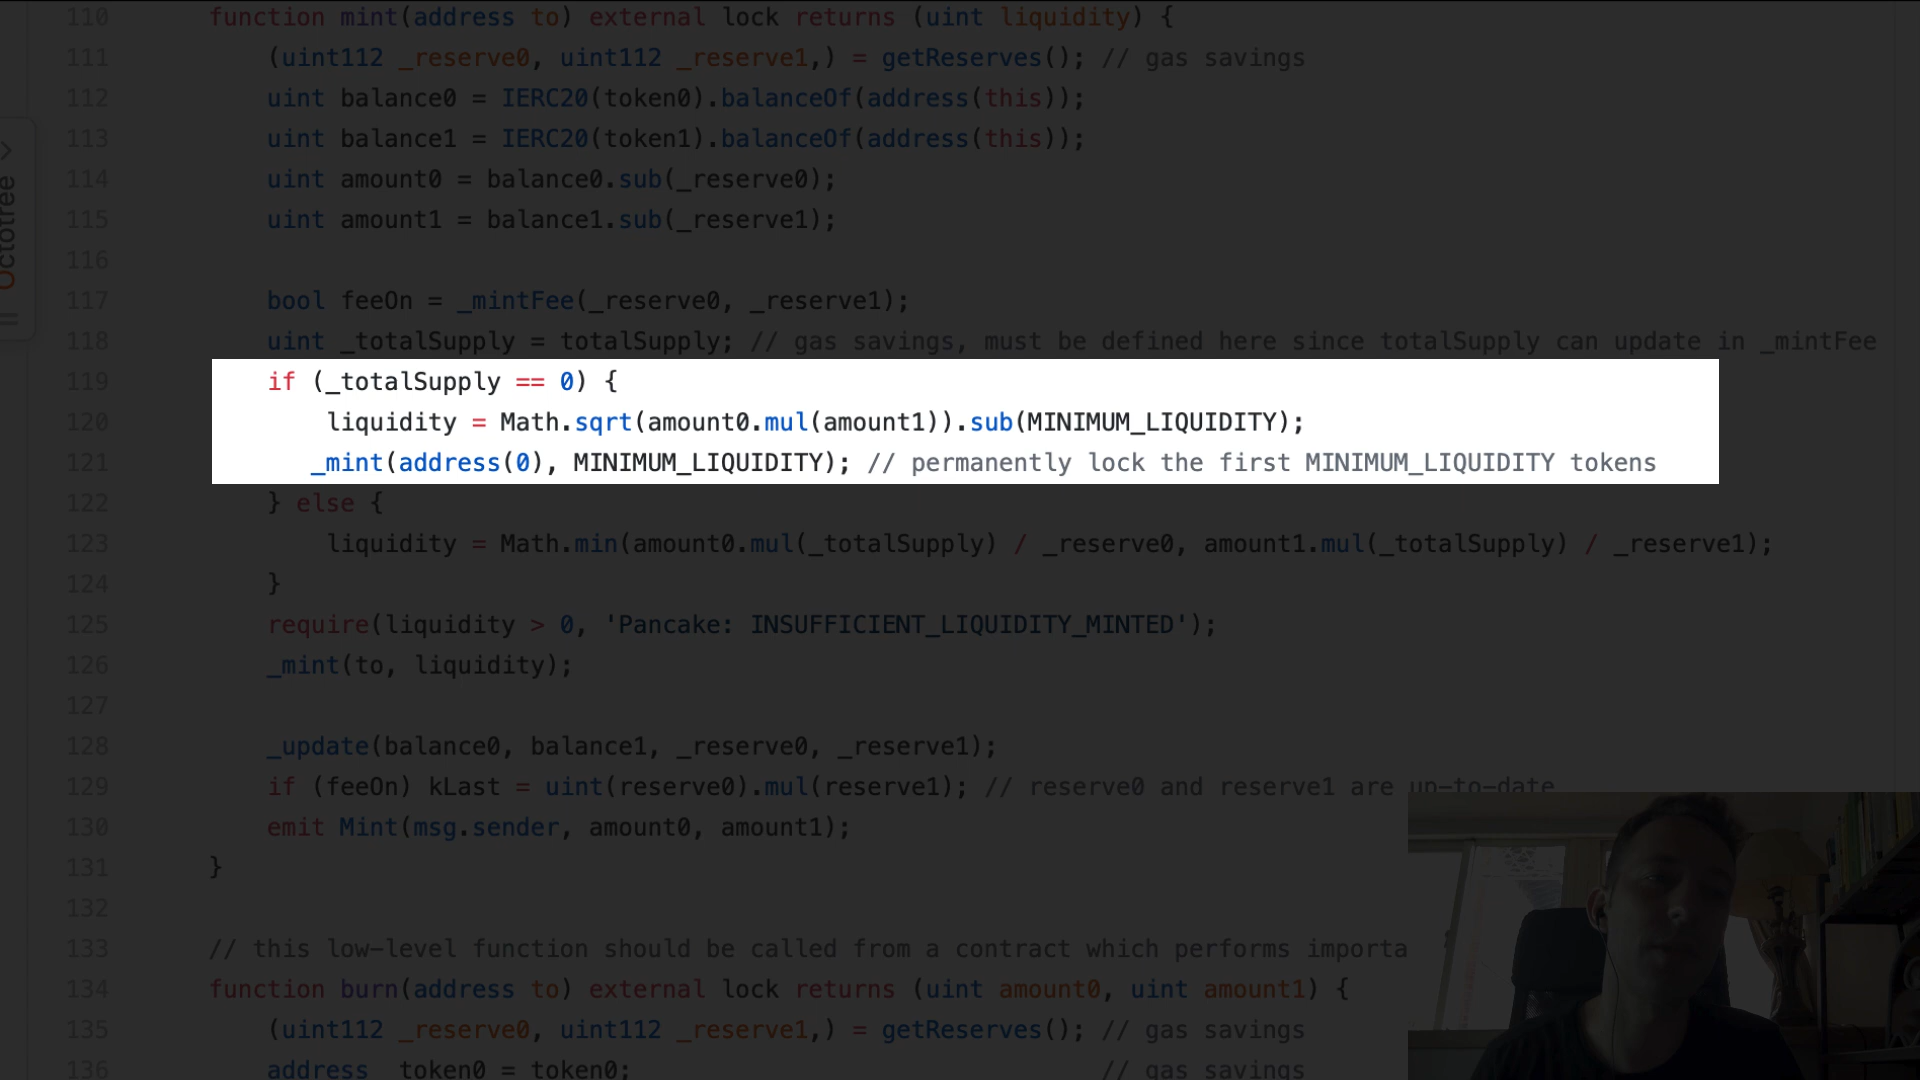 110 function mint(address to) external lock returns (uint liquidity) {
111 (uint112 _reserve0, uint112 _reserve1,) = getReserves(); // gas savings
112 uint balance0 = IERC20(token0).balanceOf(address(this));
113 uint balance1 = IERC20(token1).balanceOf(address(this));
114 uint amount0 = balance0.sub(_reserve0);
115 uint amount1 = balance1.sub(_reserve1);
116
117 bool feeOn = _mintFee(_reserve0, _reserve1);
118 uint _totalSupply = totalSupply; // gas savings, must be defined here since totalSupply can update in _mintFee
119 if (_totalSupply == 0) {
120 liquidity = Math.sqrt(amount0.mul(amount1)).sub(MINIMUM_LIQUIDITY);
121 _mint(address(0), MINIMUM_LIQUIDITY); // permanently lock the first MINIMUM_LIQUIDITY tokens
122 } else {
123 liquidity = Math.min(amount0.mul(_totalSupply) / _reserve0, amount1.mul(_totalSupply) / _reserve1);
124 }
125 require(liquidity > 0, 'Pancake: INSUFFICIENT_LIQUIDITY_MINTED');
126 _mint(to, liquidity);
127
128 _update(balance0, balance1, _reserve0, _reserve1);
129 if (feeOn) kLast = uint(reserve0).mul(reserve1); // reserve0 and reserve1 are up-to-date
130 emit Mint(msg.sender, amount0, amount1);
131 }
132
133 // this low-level function should be called from a contract which performs importa
134 function burn(address to) external lock returns (uint amount0, uint amount1) {
135 (uint112 _reserve0, uint112 _reserve1,) = getReserves(); // gas savings
136 address _token0 = token0; // gas savings
Octotree